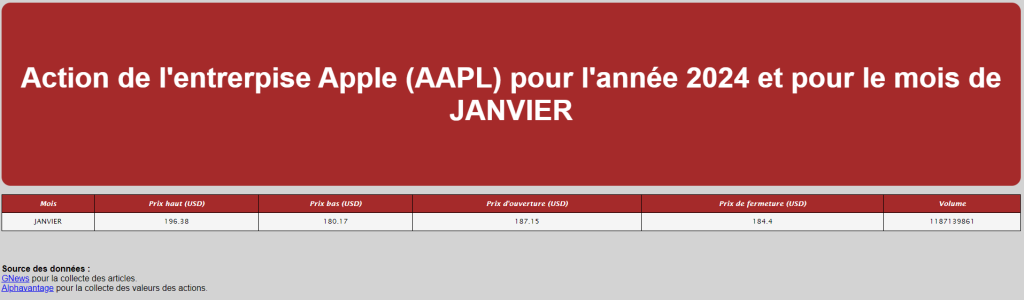 Action de l'entrerpise Apple (AAPL) pour l'année 2024 et pour le mois de
JANVIER
Mois Prix haut (USD) Prix bas (USD) Prix d'ouverture (USD) Prix de fermeture (USD) Volume
JANVIER 196.38 180.17 187.15 184.4 1187139861
Source des données :
GNews pour la collecte des articles.
Alphavantage pour la collecte des valeurs des actions.